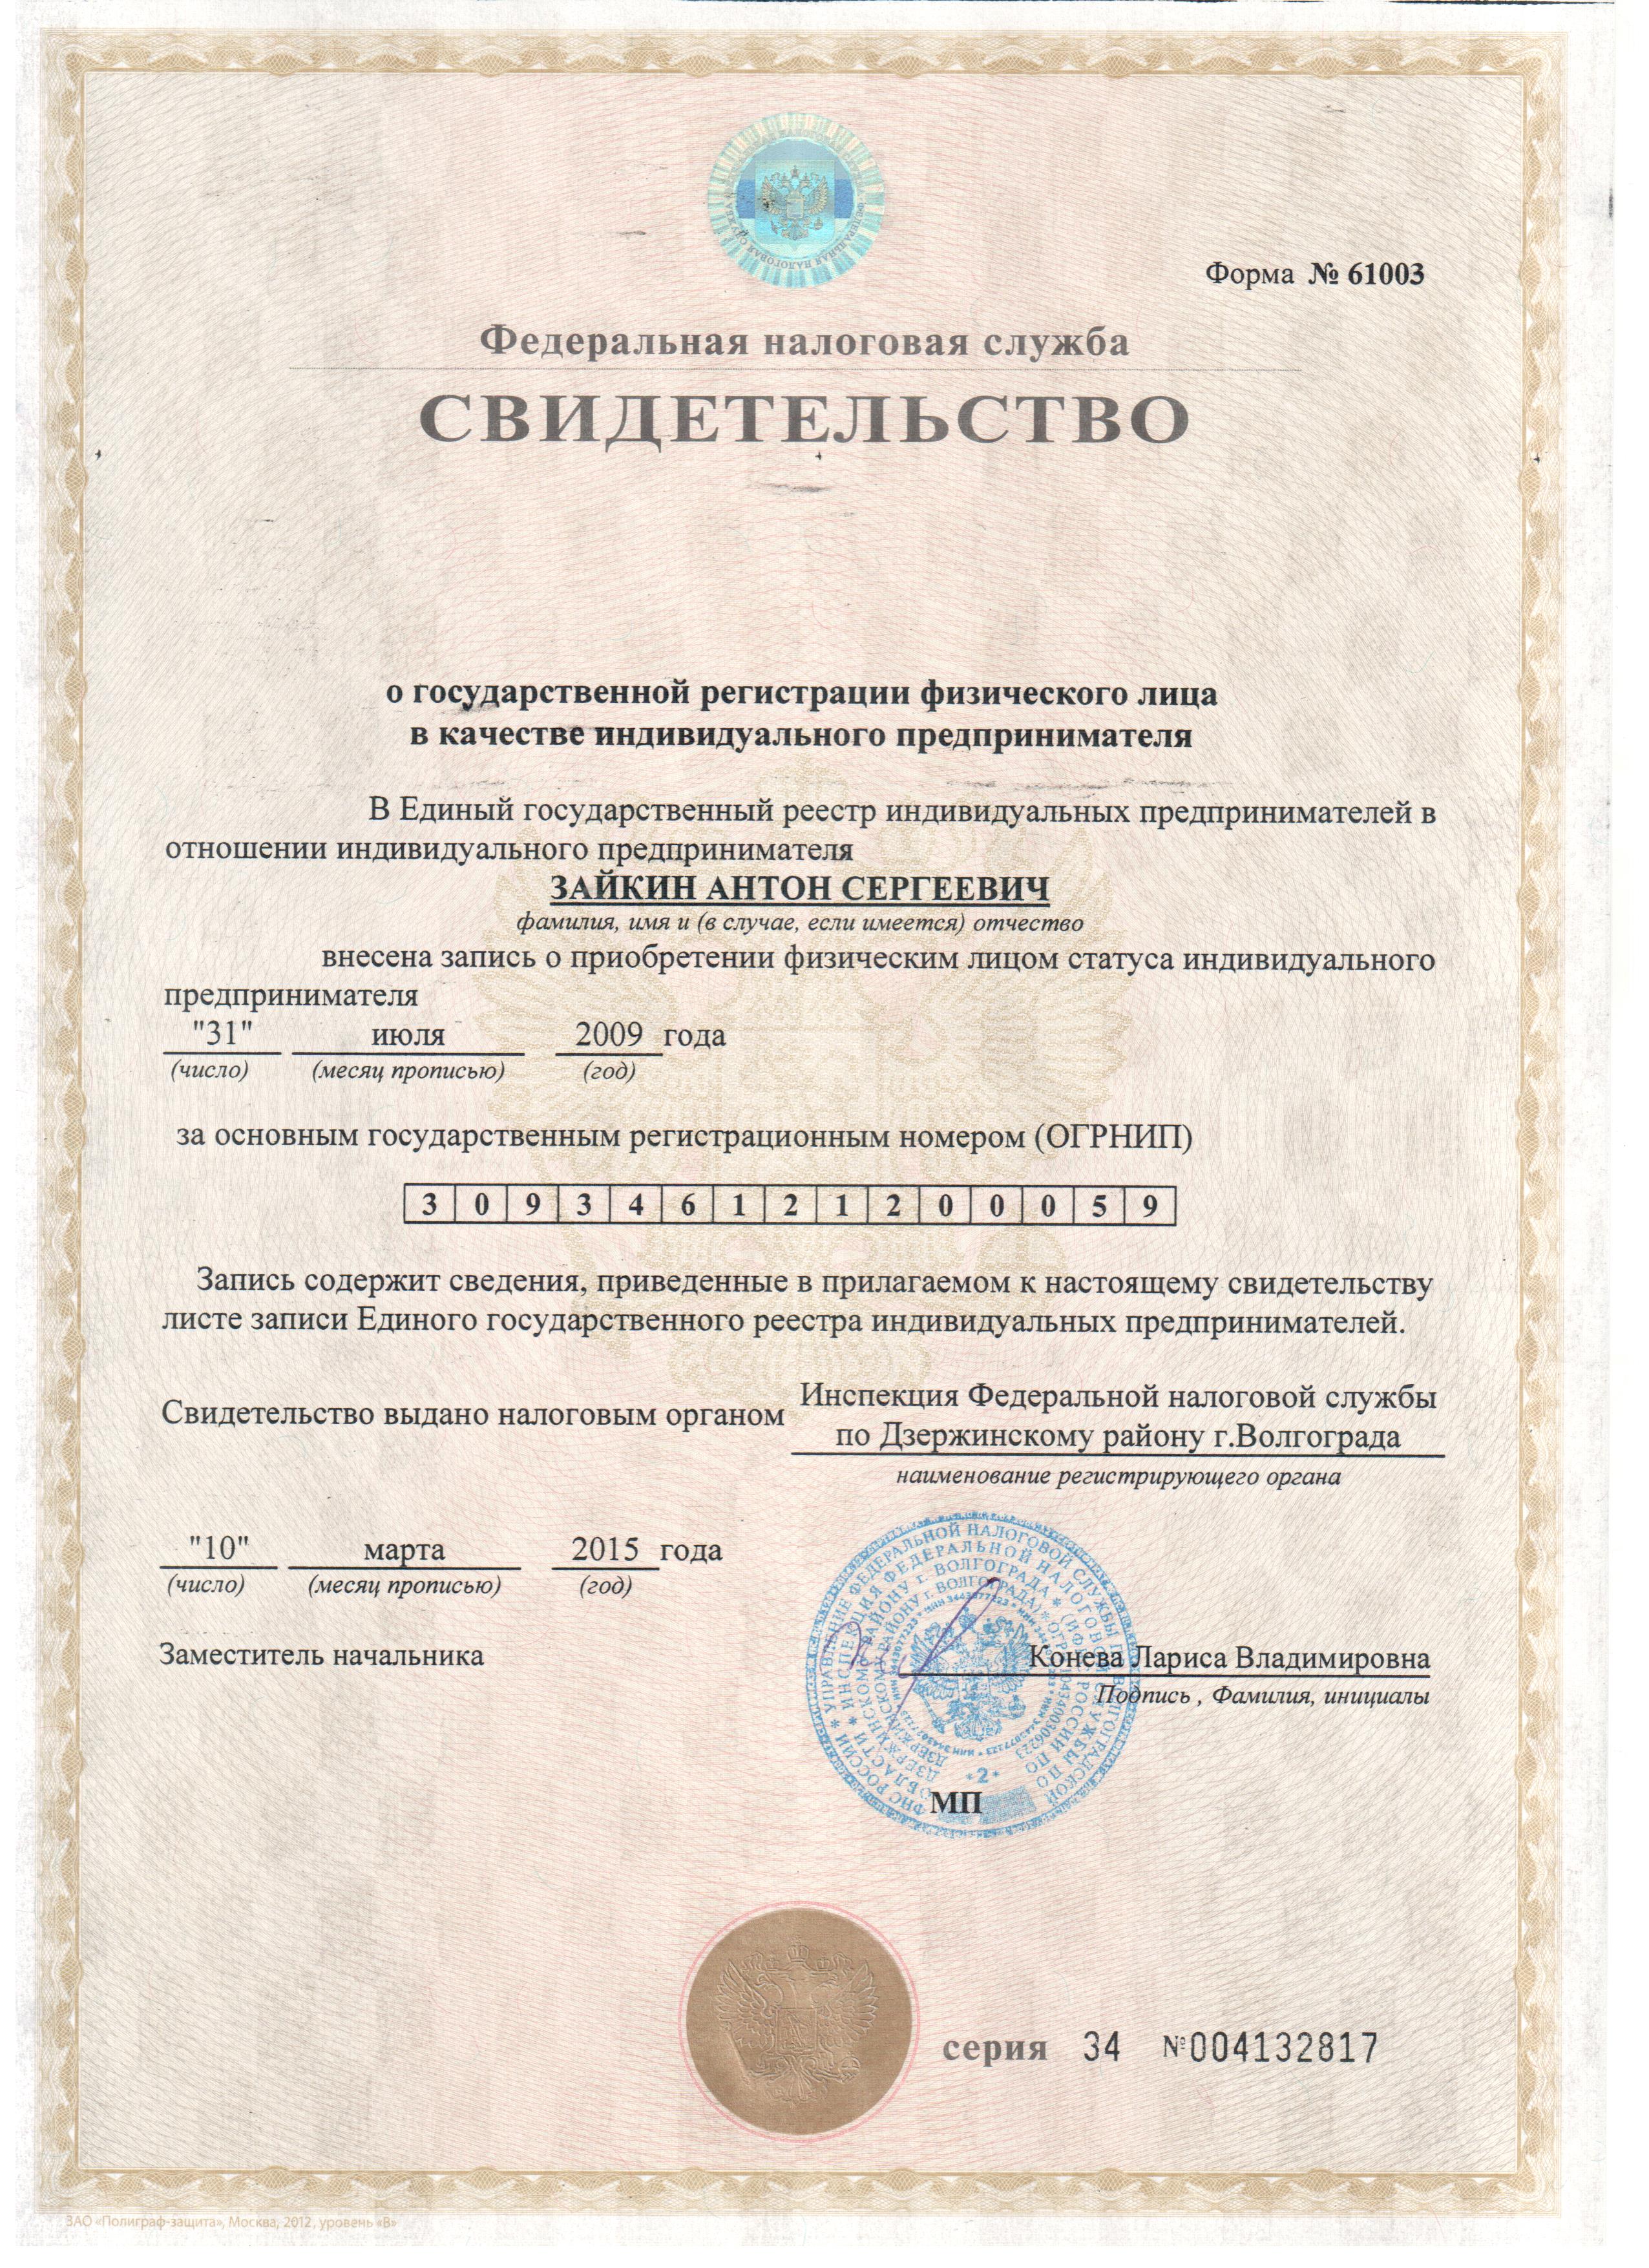 Форма № 61003
Федеральная налоговая служба
СВИДЕТЕЛЬСТВО
о государственной регистрации физического лица
в качестве индивидуального предпринимателя
В Единый государственный реестр индивидуальных предпринимателей в
отношении индивидуального предпринимателя
ЗАЙКИН АНТОН СЕРГЕЕВИЧ
фамилия, имя и (в случае, если имеется) отчество
внесена запись о приобретении физическим лицом статуса индивидуального
предпринимателя
"31" июля 2009 года
(число) (месяц прописью) (год)
за основным государственным регистрационным номером (ОГРНИП)
3 0 9 3 4 6 1 2 1 2 0 0 0 5 9
Запись содержит сведения, приведенные в прилагаемом к настоящему свидетельству
листе записи Единого государственного реестра индивидуальных предпринимателей.
Свидетельство выдано налоговым органом
Инспекция Федеральной налоговой службы
по Дзержинскому району г.Волгограда
наименование регистрирующего органа
"10" марта 2015 года
(число) (месяц прописью) (год)
Заместитель начальника
Конева Лариса Владимировна
Подпись , Фамилия, инициалы
*2*
МП
серия 34 №004132817
ЗАО «Полиграф-защита», Москва, 2012, уровень «В»